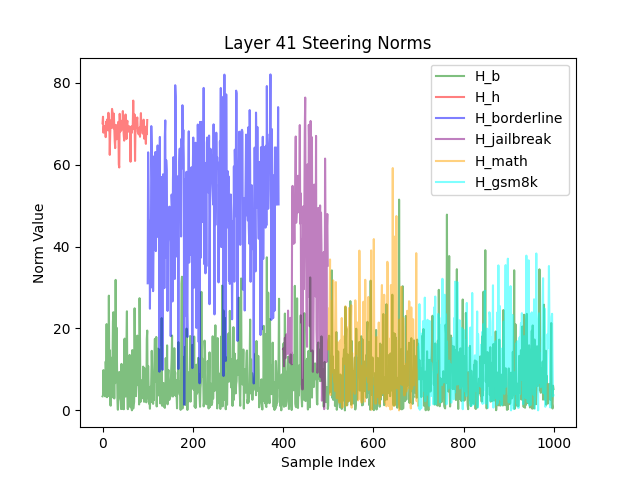 Layer 41 Steering Norms
H_b
H_h
H_borderline
H_jailbreak
H_math
H_gsm8k
Norm Value
80
60
40
20
0
0 200 400 600 800 1000
Sample Index